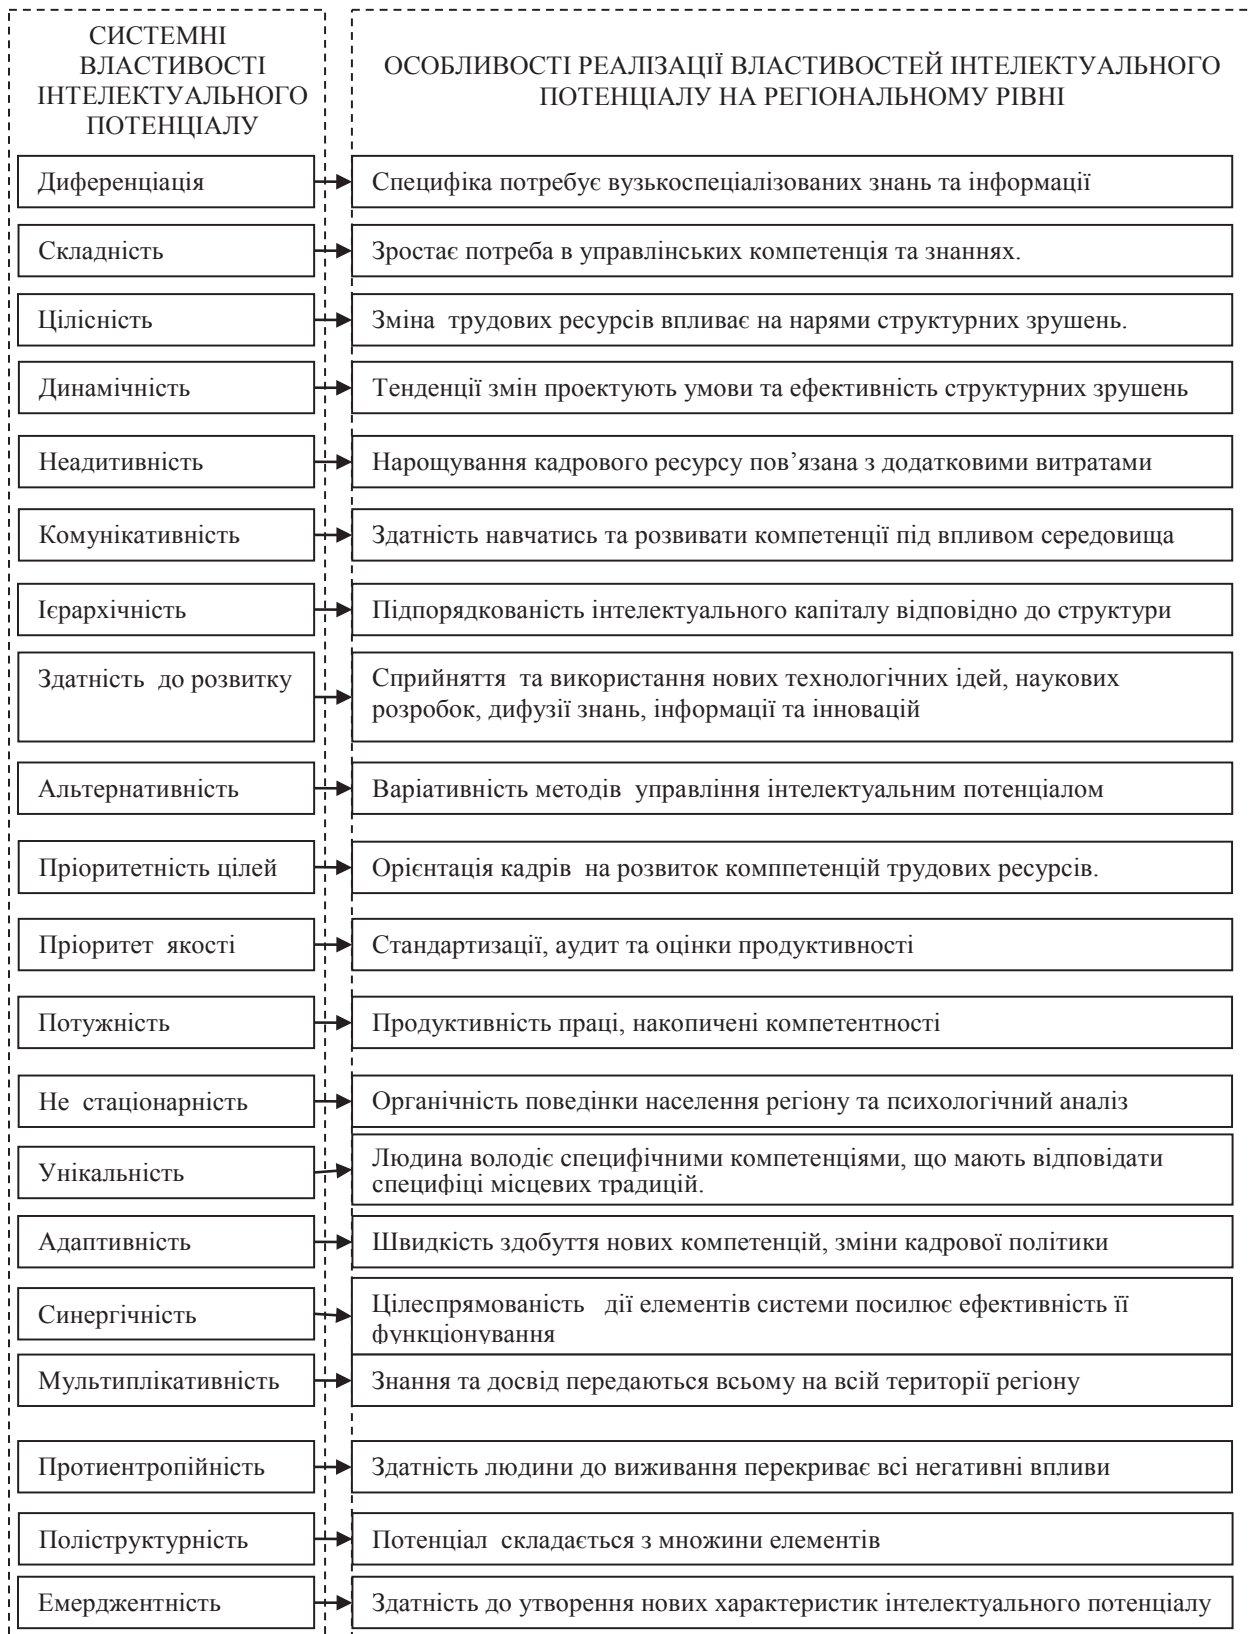 СИСТЕМНІ
ВЛАСТИВОСТІ
ІНТЕЛЕКТУАЛЬНОГО
ПОТЕНЦІАЛУ
ОСОБЛИВОСТІ РЕАЛІЗАЦІЇ ВЛАСТИВОСТЕЙ ІНТЕЛЕКТУАЛЬНОГО
ПОТЕНЦІАЛУ НА РЕГІОНАЛЬНОМУ РІВНІ
Диференціація
Специфіка потребує вузькоспеціалізованих знань та інформації
Складність
Зростає потреба в управлінських компетенція та знаннях.
Цілісність
Зміна трудових ресурсів впливає на нарями структурних зрушень.
Динамічність
Тенденції змін проектують умови та ефективність структурних зрушень
Неадитивність
Нарощування кадрового ресурсу пов’язана з додатковими витратами
Комунікативність
Здатність навчатись та розвивати компетенції під впливом середовища
Ієрархічність
Підпорядкованість інтелектуального капіталу відповідно до структури
Здатність до розвитку
Сприйняття та використання нових технологічних ідей, наукових
розробок, дифузії знань, інформації та інновацій
Альтернативність
Варіативність методів управління інтелектуальним потенціалом
Пріоритетність цілей
Орієнтація кадрів на розвиток комппетенцій трудових ресурсів.
Пріоритет якості
Стандартизації, аудит та оцінки продуктивності
Потужність
Продуктивність праці, накопичені компетентності
Не стаціонарність
Органічність поведінки населення регіону та психологічний аналіз
Унікальність
Людина володіє специфічними компетенціями, що мають відповідати
специфіці місцевих традицій.
Адаптивність
Швидкість здобуття нових компетенцій, зміни кадрової політики
Синергічність
Цілеспрямованість дії елементів системи посилює ефективність її
функціонування
Мультиплікативність
Знання та досвід передаються всьому на всій території регіону
Протиентропійність
Здатність людини до виживання перекриває всі негативні впливи
Поліструктурність
Потенціал складається з множини елементів
Емерджентність
Здатність до утворення нових характеристик інтелектуального потенціалу